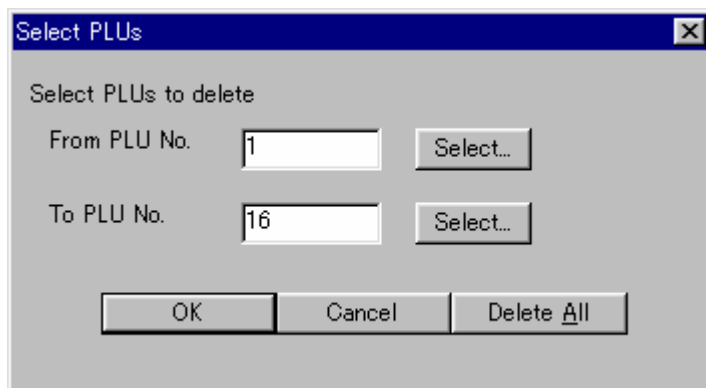 Select PLUs
Select PLUs to delete
From PLU No. 1 Select...
To PLU No. 16 Select...
OK Cancel Delete All